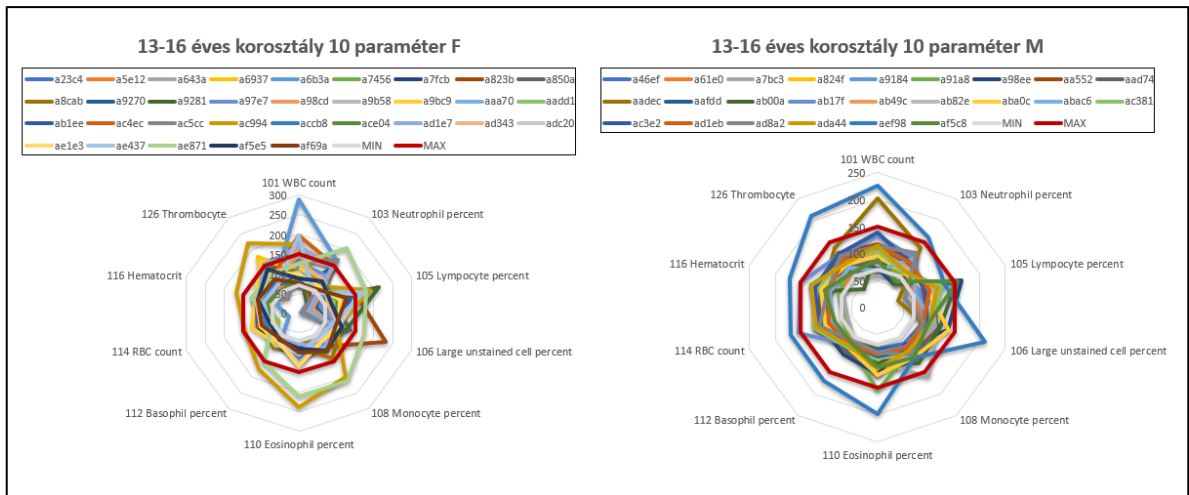 13-16 éves korosztály 10 paraméter F
a23c4 a5e12 a643a a6937 a6b3a a7456 a7fcb a823b a850a
a8cab a9270 a9281 a97e7 a98cd a9b58 a9bc9 aaa70 aadd1
ab1ee ac4ec ac5cc ac994 accb8 ace04 ad1e7 ad343 adc20
ae1e3 ae437 ae871 af5e5 af69a MIN MAX
101 WBC count
300
126 Thrombocyte
250
103 Neutrophil percent
200
150
100
116 Hematocrit
105 Lympocyte percent
50
0
114 RBC count
106 Large unstained cell percent
112 Basophil percent
108 Monocyte percent
110 Eosinophil percent
13-16 éves korosztály 10 paraméter M
a46ef a61e0 a7bc3 a824f a9184 a91a8 a98ee aa552 aad74
aadec aafdd ab00a ab17f ab49c ab82e aba0c abac6 ac381
ac3e2 ad1eb ad8a2 ada44 aef98 af5c8 MIN MAX
101 WBC count
250
126 Thrombocyte
103 Neutrophil percent
200
150
100
116 Hematocrit
105 Lympocyte percent
50
0
114 RBC count
106 Large unstained cell percent
112 Basophil percent
108 Monocyte percent
110 Eosinophil percent